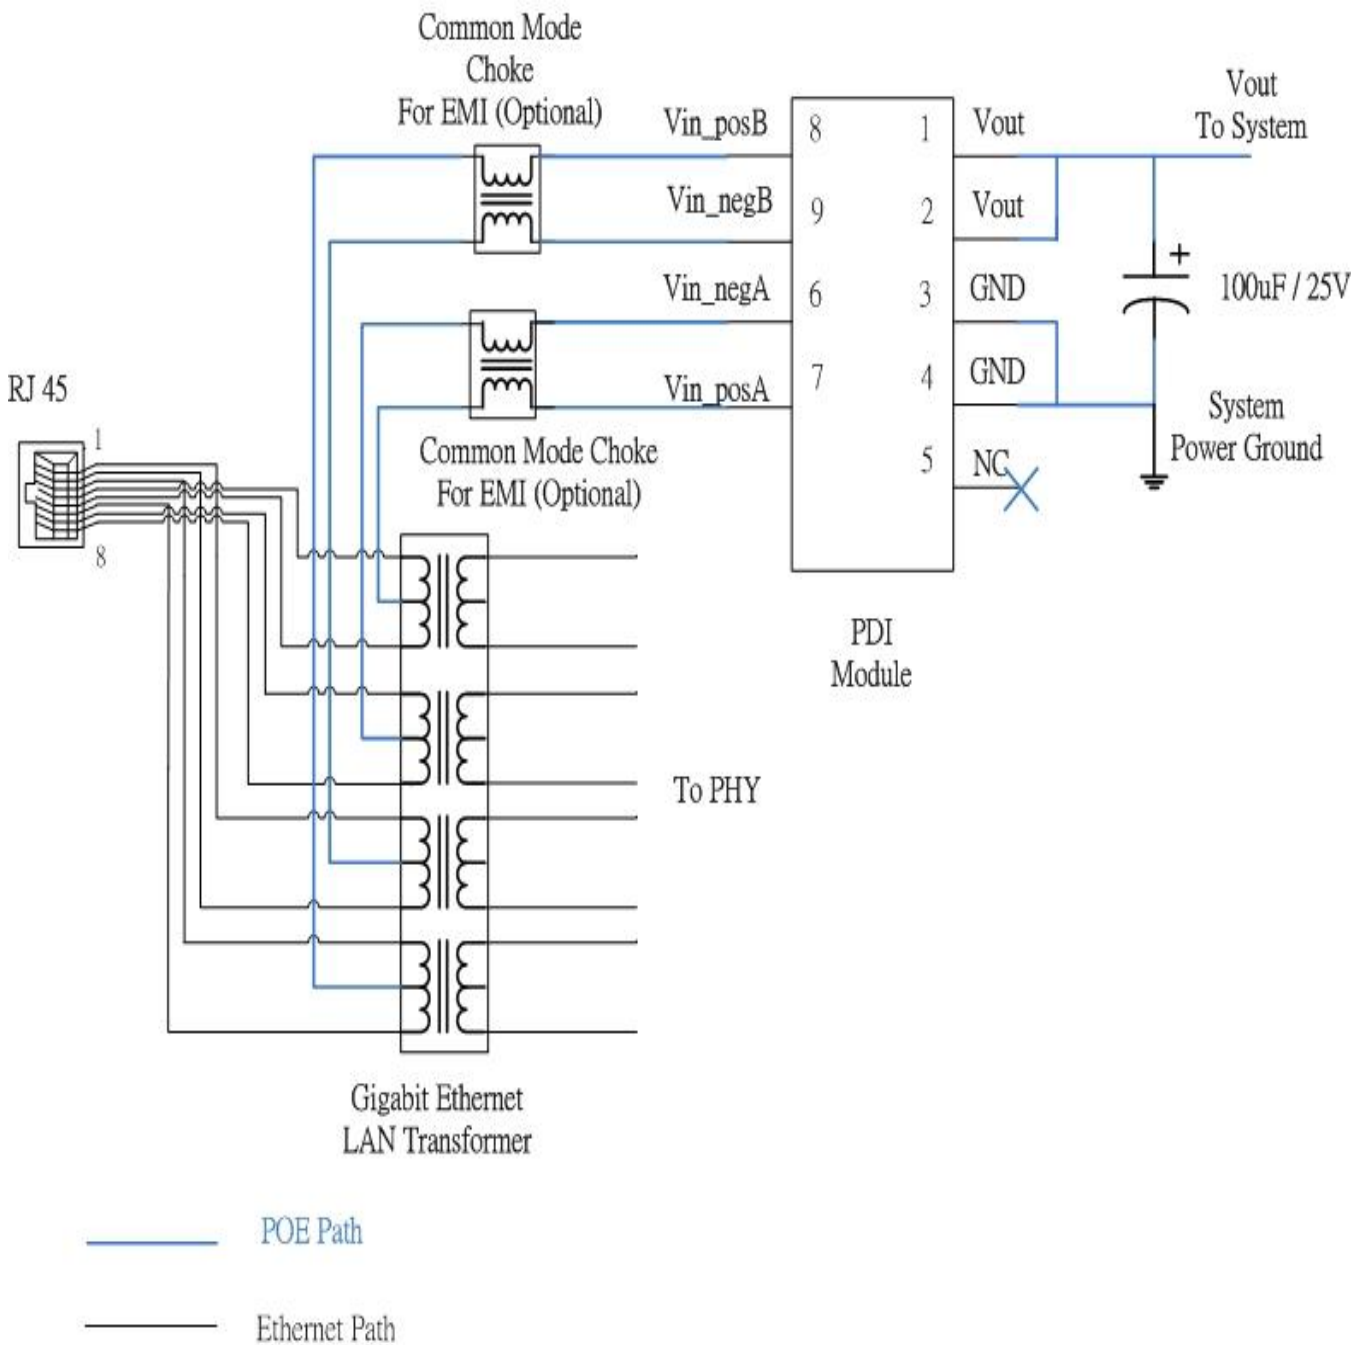 Common Mode
Choke
For EMI (Optional)
Vin_posB
8
1
Vout
Vout
To System
Vin_negB
9
2
Vout
Vin_negA
6
3
GND
100uF / 25V
Vin_posA
7
4
GND
RJ 45
System
Power Ground
1
8
Common Mode Choke
For EMI (Optional)
5
NC
PDI
Module
To PHY
Gigabit Ethernet
LAN Transformer
POE Path
Ethernet Path